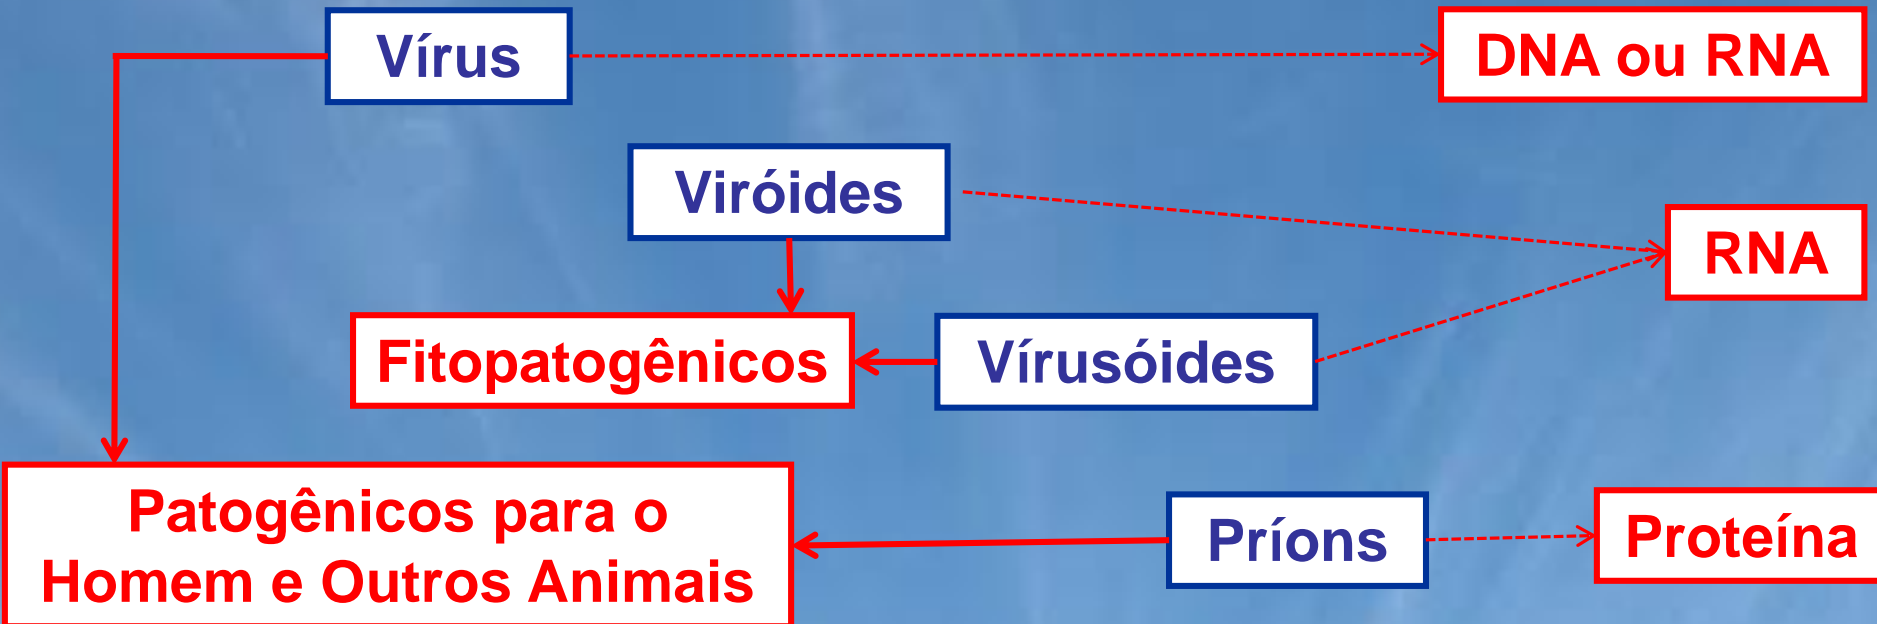 Vírus
DNA ou RNA
Viróides
RNA
Fitopatogênicos
Vírusóides
Patogênicos para o
Homem e Outros Animais
Príons
Proteína